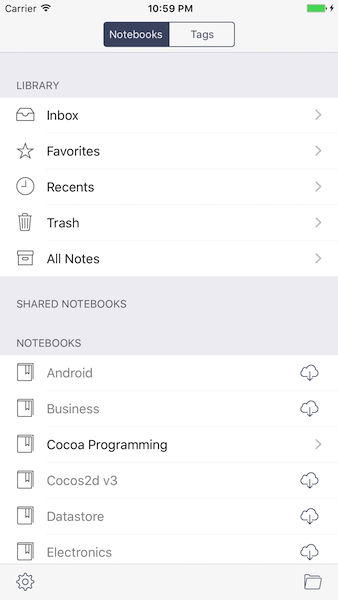 Carrier 10:59 PM
Notebooks Tags
LIBRARY
Inbox
Favorites
Recents
Trash
All Notes
SHARED NOTEBOOKS
NOTEBOOKS
Android
Business
Cocoa Programming
Cocos2d v3
Datastore
Electronics